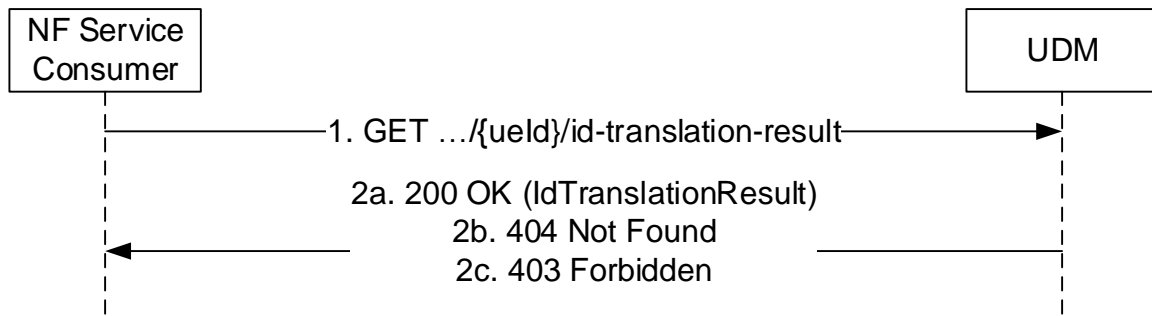 NF Service
Consumer
UDM
1. GET …/{ueId}/id-translation-result
2a. 200 OK (IdTranslationResult)
2b. 404 Not Found
2c. 403 Forbidden